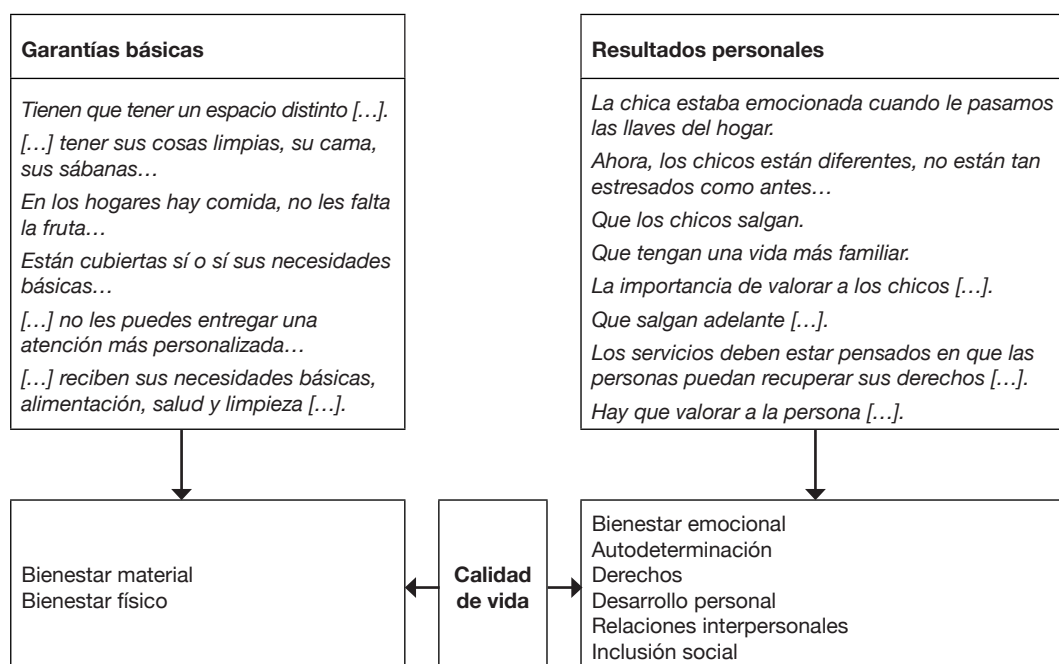 Garantías básicas
Tienen que tener un espacio distinto […].
[…] tener sus cosas limpias, su cama,
sus sábanas…
En los hogares hay comida, no les falta
la fruta…
Están cubiertas sí o sí sus necesidades
básicas…
[…] no les puedes entregar una
atención más personalizada…
[…] reciben sus necesidades básicas,
alimentación, salud y limpieza […].
Resultados personales
La chica estaba emocionada cuando le pasamos
las llaves del hogar.
Ahora, los chicos están diferentes, no están tan
estresados como antes…
Que los chicos salgan.
Que tengan una vida más familiar.
La importancia de valorar a los chicos […].
Que salgan adelante […].
Los servicios deben estar pensados en que las
personas puedan recuperar sus derechos […].
Hay que valorar a la persona […].
Bienestar material
Bienestar físico
Calidad
de vida
Bienestar emocional
Autodeterminación
Derechos
Desarrollo personal
Relaciones interpersonales
Inclusión social